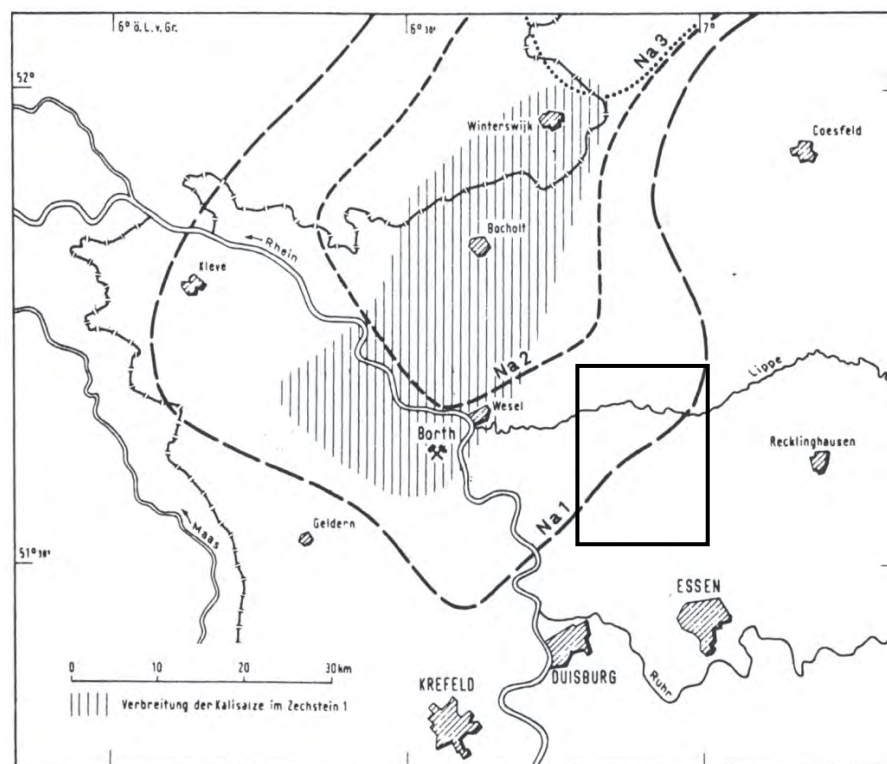 6° ö. L. v. Gr.
6° 30'
7°
52°
Na 3
Winterswijk
Coesfeld
Bocholt
Rhein
Kleve
Na 2
Lippe
Wesel
Borth
Recklinghausen
Na 1
Geldern
Maas
51° 30'
ESSEN
0 10 20 30 km
DUISBURG
KREFELD
Ruhr
Verbreitung der Kalisalze im Zechstein 1